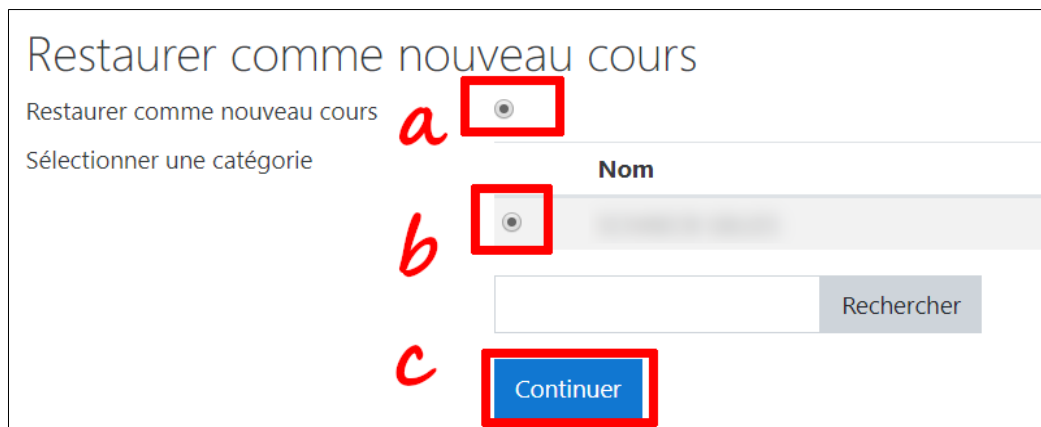 Restaurer comme nouveau cours
Restaurer comme nouveau cours
a
Sélectionner une catégorie
Nom
b
Rechercher
c
Continuer